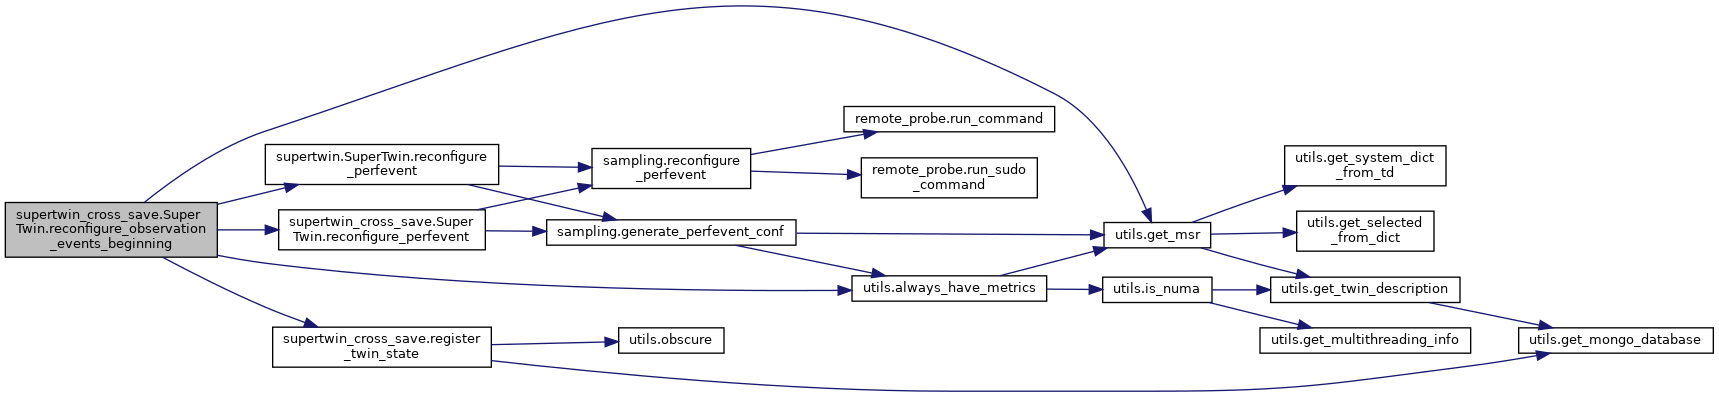 supertwin_cross_save.Super
Twin.reconfigure_observation
_events_beginning
supertwin.SuperTwin.reconfigure
_perfevent
supertwin_cross_save.Super
Twin.reconfigure_perfevent
supertwin_cross_save.register
_twin_state
sampling.reconfigure
_perfevent
sampling.generate_perfevent_conf
utils.obscure
remote_probe.run_command
remote_probe.run_sudo
_command
utils.always_have_metrics
utils.get_msr
utils.is_numa
utils.get_system_dict
_from_td
utils.get_selected
_from_dict
utils.get_twin_description
utils.get_multithreading_info
utils.get_mongo_database